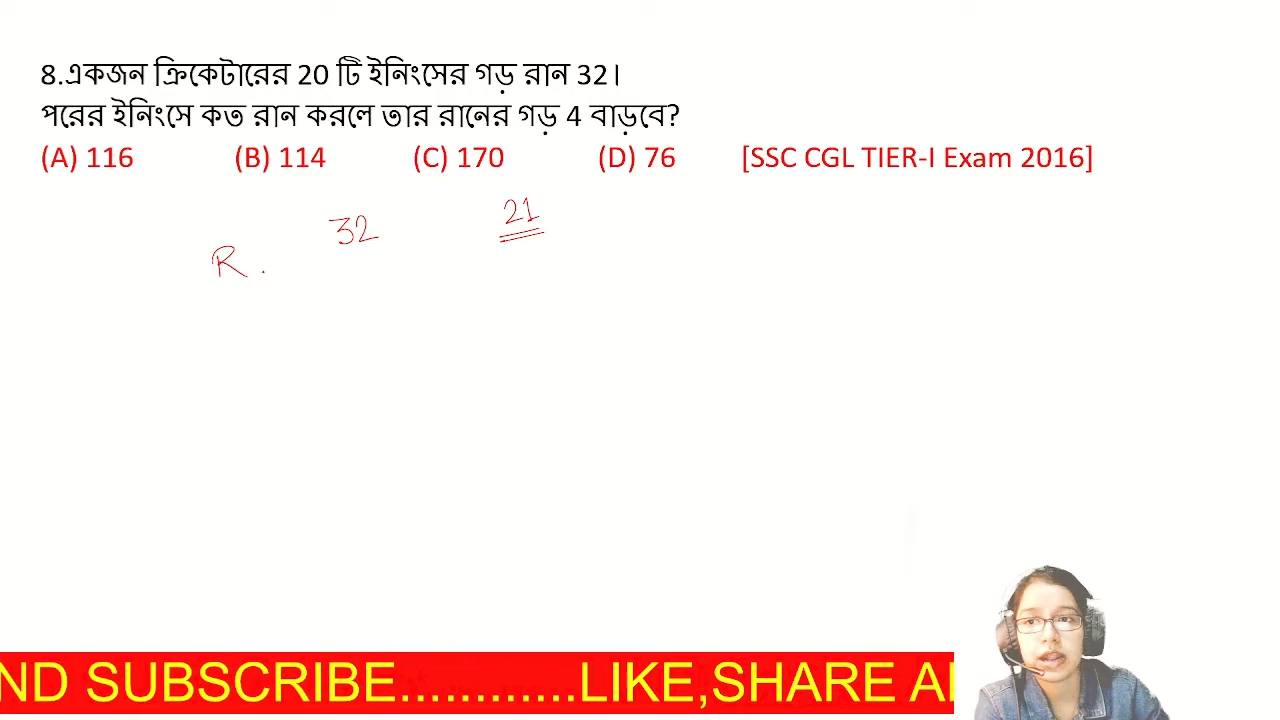 8.একজন ক্রিকেটারের 20 টি ইনিংসের গড় রান 32।
পরের ইনিংসে কত রান করলে তার রানের গড় 4 বাড়বে?
(A) 116 (B) 114 (C) 170 (D) 76 [SSC CGL TIER-I Exam 2016]
32 21
R .
ND SUBSCRIBE............LIKE,SHARE A